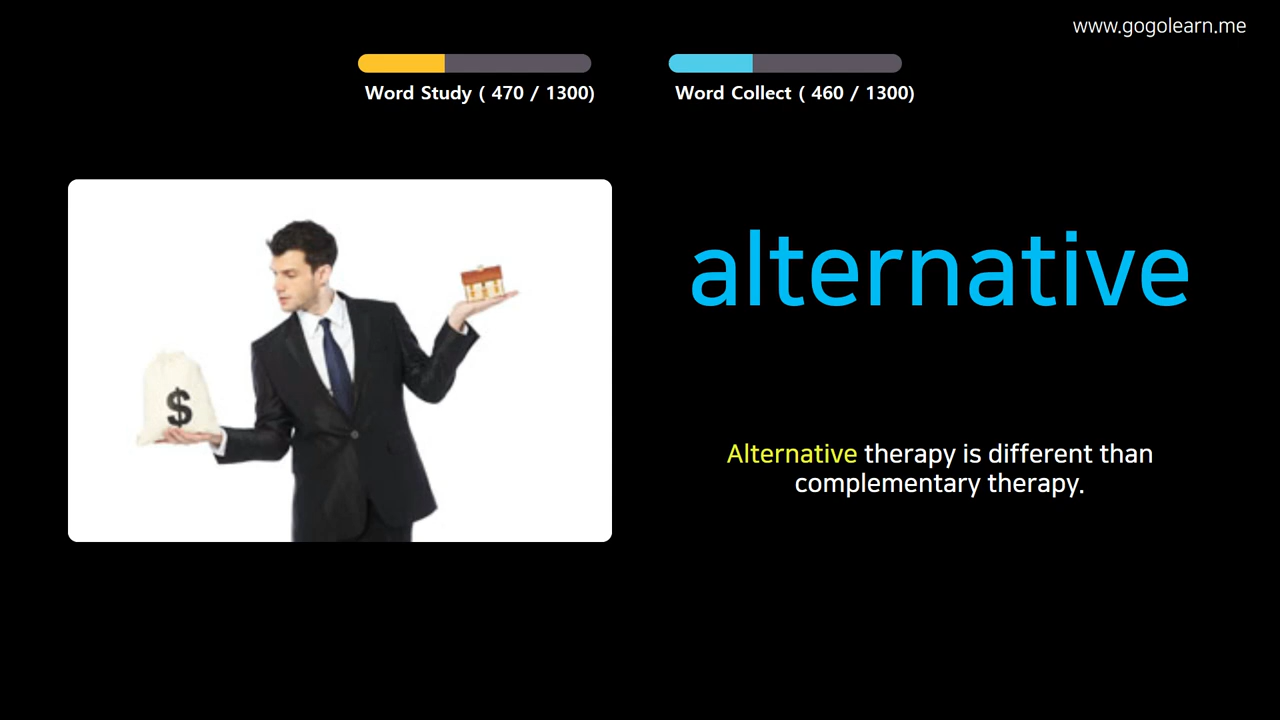 www.gogolearn.me
Word Study ( 470 / 1300)
Word Collect ( 460 / 1300)
$
alternative
Alternative therapy is different than
complementary therapy.